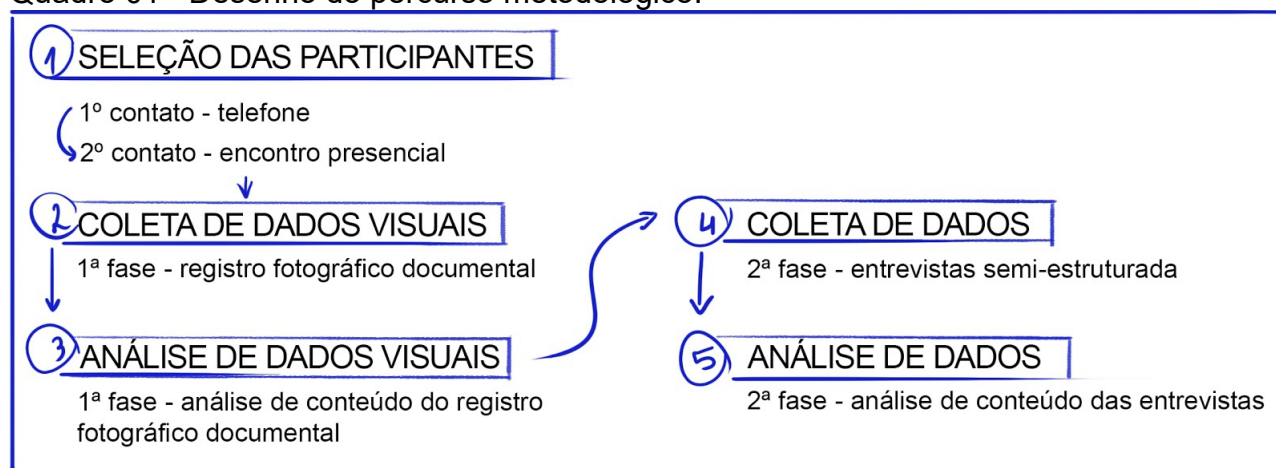 Quadro 01 - Desenho do percurso metodológico.
1 SELEÇÃO DAS PARTICIPANTES
1º contato - telefone
2º contato - encontro presencial
2 COLETA DE DADOS VISUAIS
1ª fase - registro fotográfico documental
3 ANÁLISE DE DADOS VISUAIS
1ª fase - análise de conteúdo do registro
fotográfico documental
4 COLETA DE DADOS
2ª fase - entrevistas semi-estruturada
5 ANÁLISE DE DADOS
2ª fase - análise de conteúdo das entrevistas